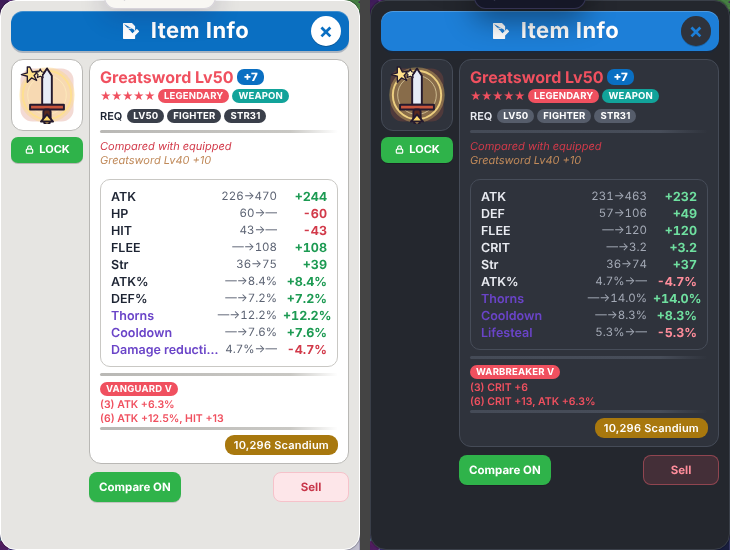 Item Info
Greatsword Lv50 +7
★★★★★ LEGENDARY WEAPON
REQ LV50 FIGHTER STR31
LOCK
Compared with equipped
Greatsword Lv40 +10
ATK 226→470 +244
HP 60→— -60
HIT 43→— -43
FLEE —→108 +108
Str 36→75 +39
ATK% —→8.4% +8.4%
DEF% —→7.2% +7.2%
Thorns —→12.2% +12.2%
Cooldown —→7.6% +7.6%
Damage reducti... 4.7%→— -4.7%
VANGUARD V
(3) ATK +6.3%
(6) ATK +12.5%, HIT +13
10,296 Scandium
Compare ON
Sell
Item Info
Greatsword Lv50 +7
★★★★★ LEGENDARY WEAPON
REQ LV50 FIGHTER STR31
LOCK
Compared with equipped
Greatsword Lv40 +10
ATK 231→463 +232
DEF 57→106 +49
FLEE —→120 +120
CRIT —→3.2 +3.2
Str 36→74 +37
ATK% 4.7%→— -4.7%
Thorns —→14.0% +14.0%
Cooldown —→8.3% +8.3%
Lifesteal 5.3%→— -5.3%
WARBREAKER V
(3) CRIT +6
(6) CRIT +13, ATK +6.3%
10,296 Scandium
Compare ON
Sell